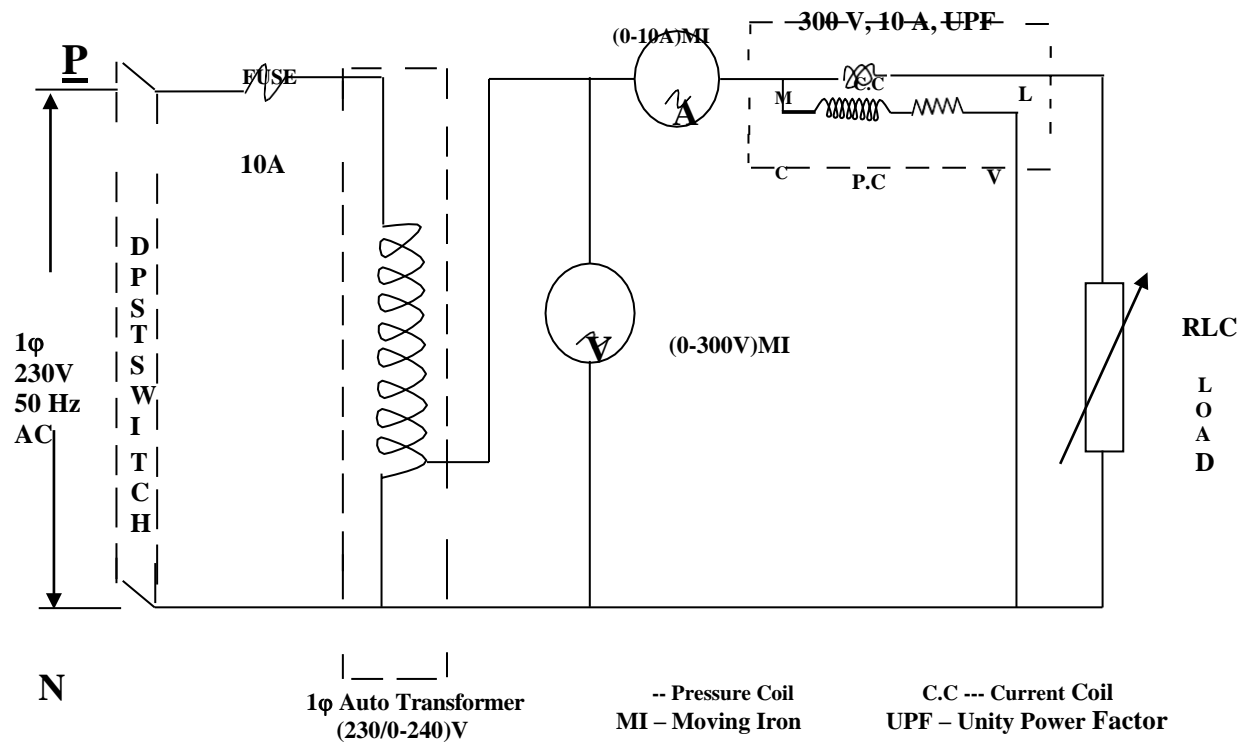 300 V, 10 A, UPF
(0-10A)MI
P
FUSE
C.C
M
L
A
10A
C
P.C
V
D
P
S
T
S
W
I
T
C
H
1φ
230V
50 Hz
AC
V
(0-300V)MI
RLC
L
O
A
D
N
1φ Auto Transformer
(230/0-240)V
-- Pressure Coil
MI – Moving Iron
C.C --- Current Coil
UPF – Unity Power Factor